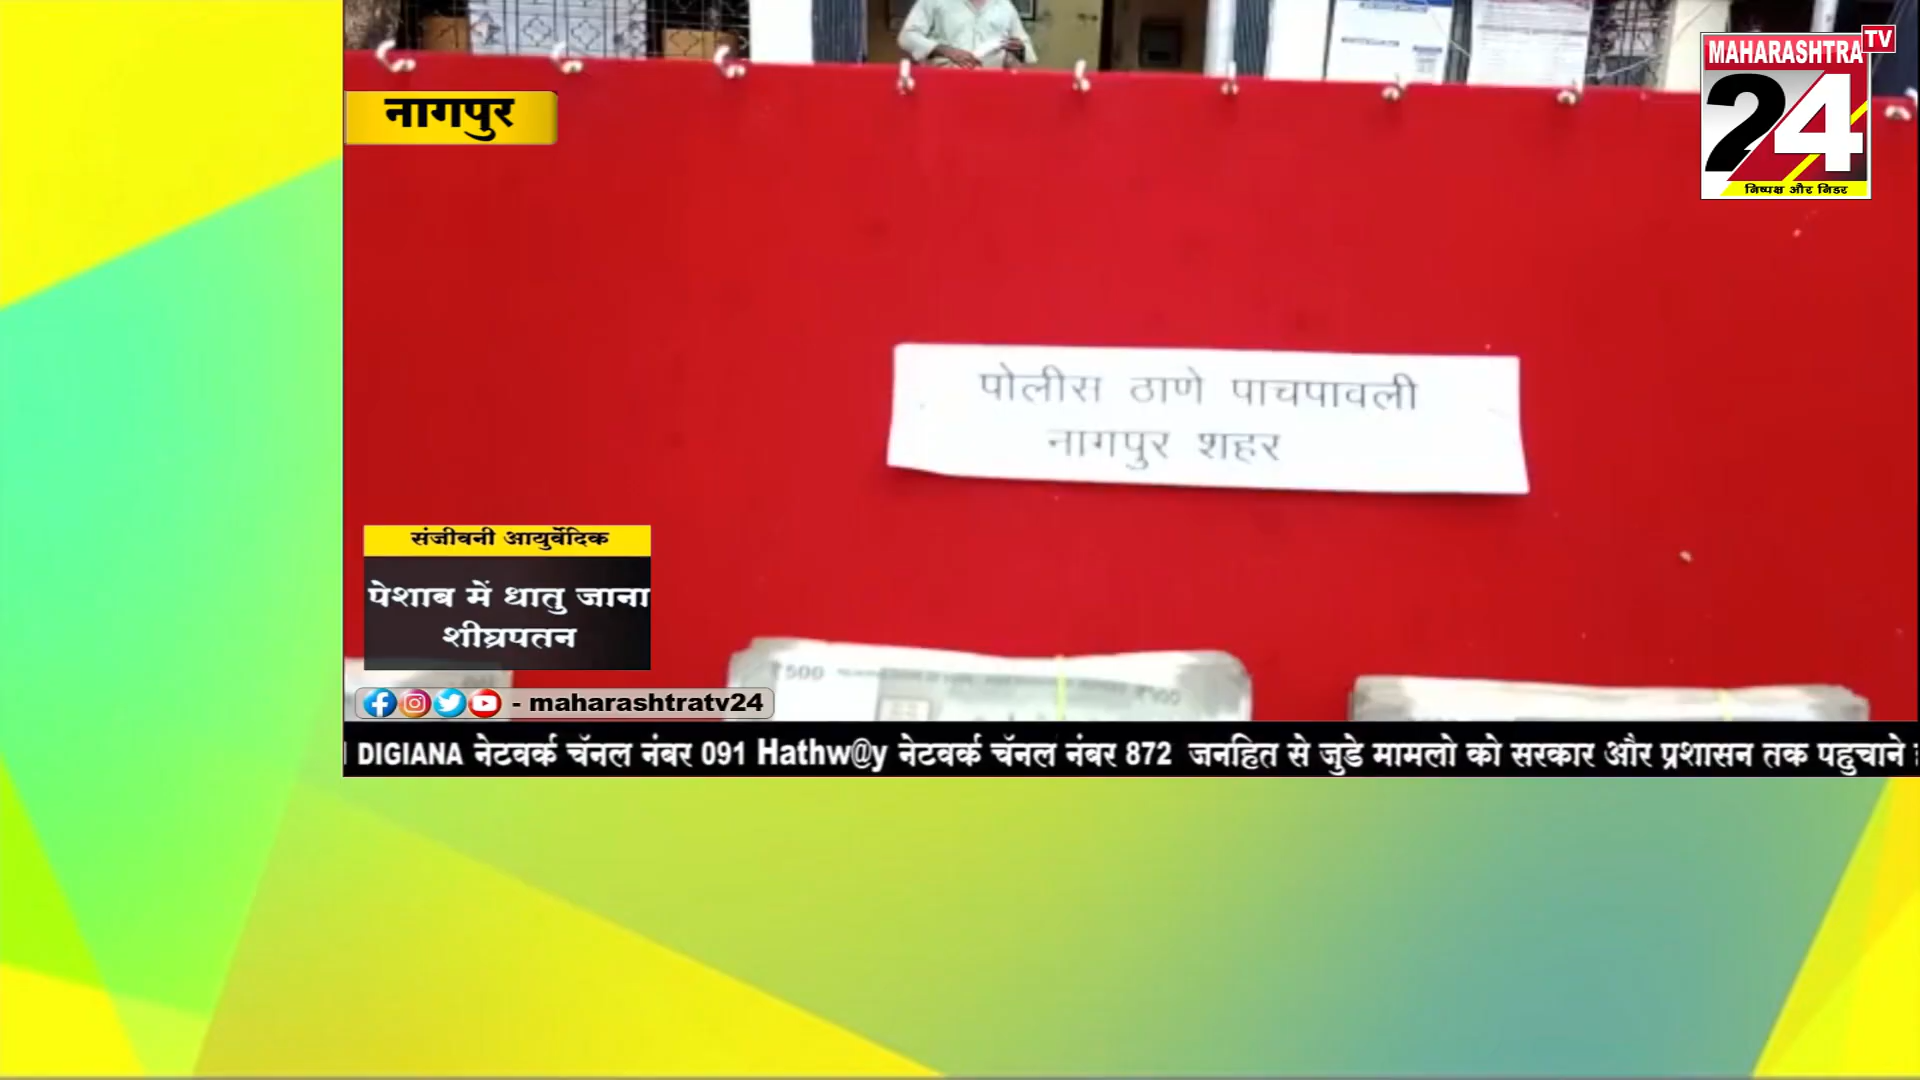 MAHARASHTRA TV
24
निष्पक्ष और निडर
नागपुर
पोलीस ठाणे पाचपावली
नागपुर शहर
संजीवनी आयुर्वेदिक
पेशाब में धातु जाना
शीघ्रपतन
₹500
- maharashtratv24
DIGIANA नेटवर्क चॅनल नंबर 091 Hathw@y नेटवर्क चॅनल नंबर 872 जनहित से जुडे मामलो को सरकार और प्रशासन तक पहुचाने